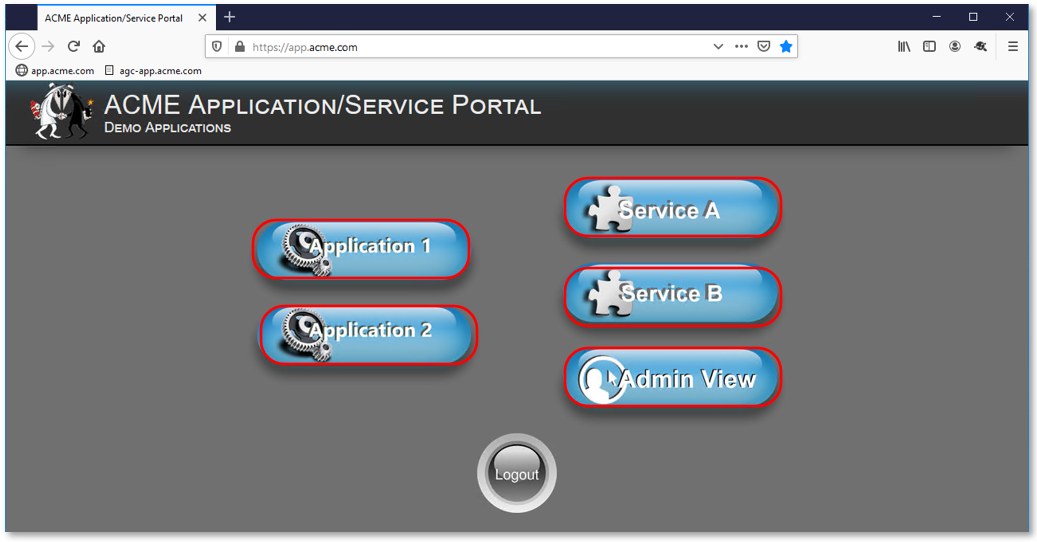 ACME Application/Service Portal
https://app.acme.com
app.acme.com
agc-app.acme.com
ACME Application/Service Portal
Demo Applications
Service A
Application 1
Service B
Application 2
Admin View
Logout